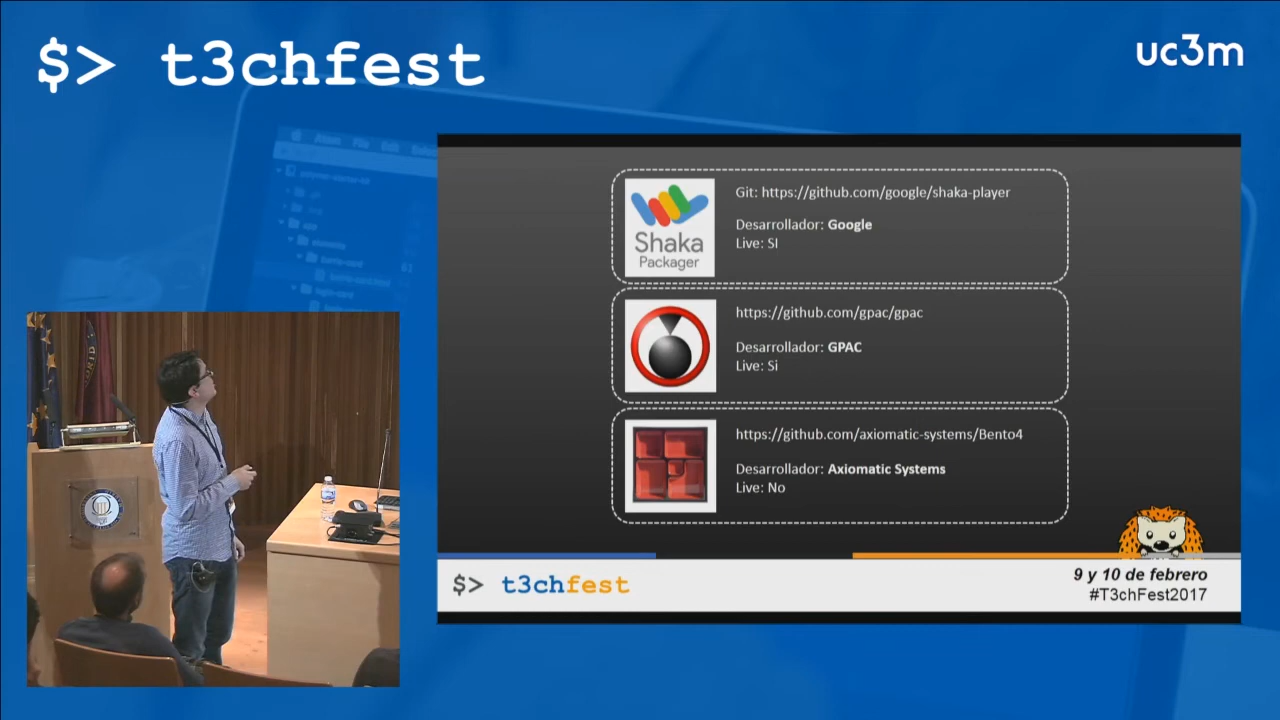 $> t3chfest
uc3m
Git: https://github.com/google/shaka-player
Shaka
Packager
Desarrollador: Google
Live: SI
https://github.com/gpac/gpac
Desarrollador: GPAC
Live: Si
https://github.com/axiomatic-systems/Bento4
Desarrollador: Axiomatic Systems
Live: No
$> t3chfest
9 y 10 de febrero
#T3chFest2017